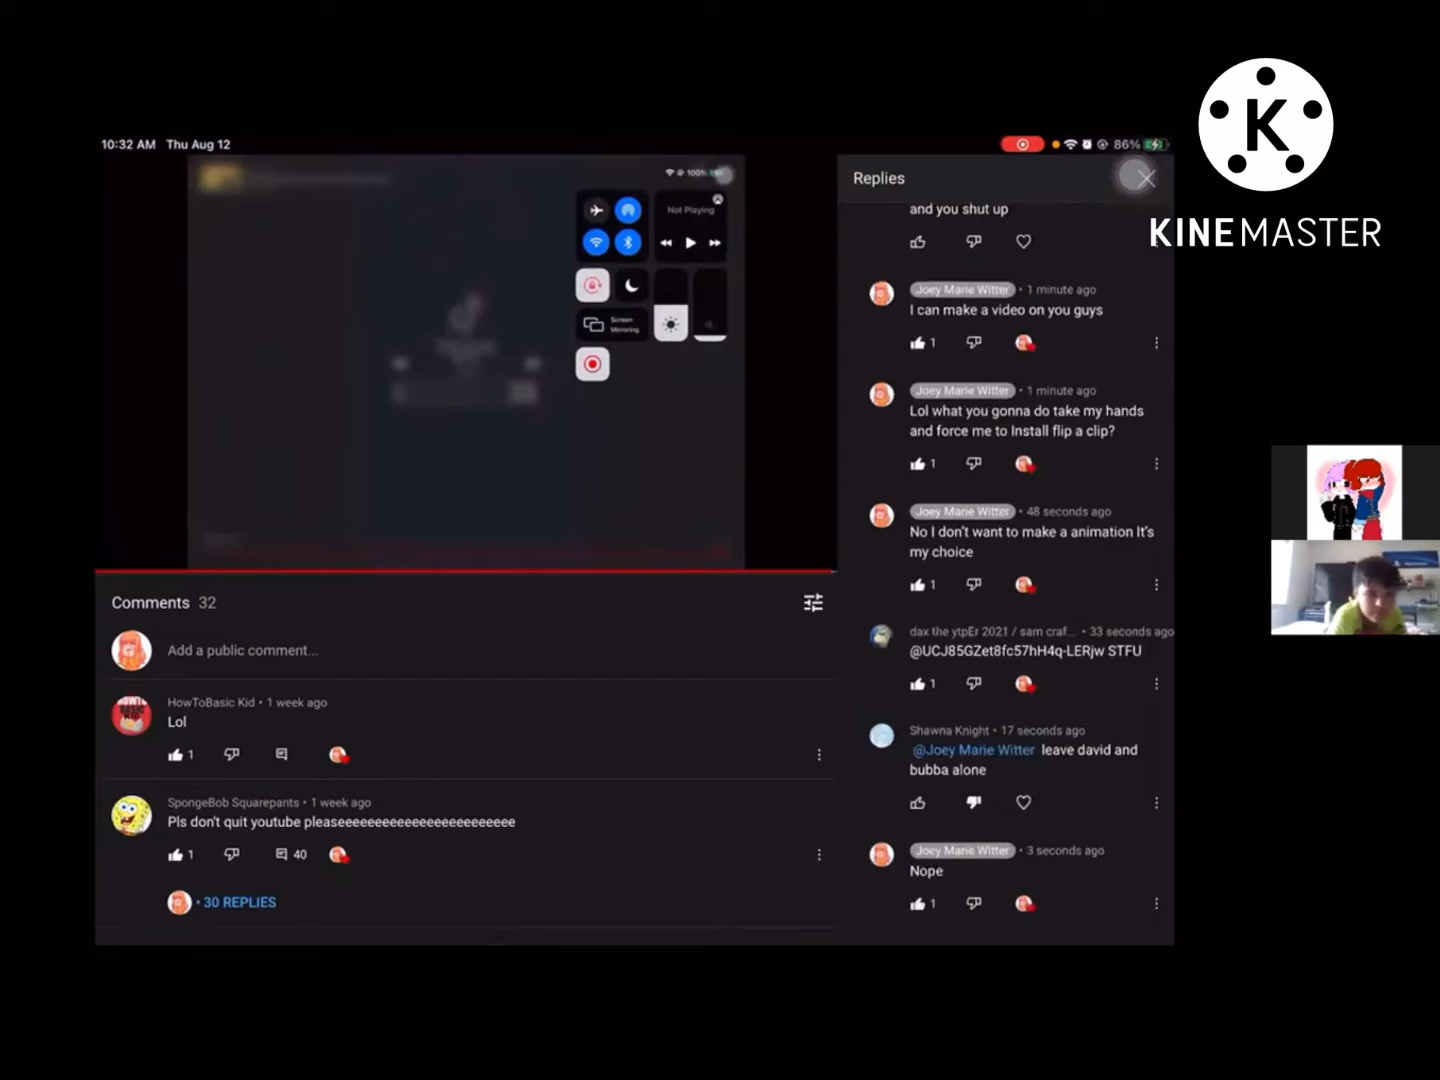 10:32 AM Thu Aug 12
86%
K
KINEMASTER
100%
Not Playing
Screen
Mirroring
Replies
and you shut up
Joey Marie Witter • 1 minute ago
I can make a video on you guys
1
Joey Marie Witter • 1 minute ago
Lol what you gonna do take my hands
and force me to Install flip a clip?
1
Joey Marie Witter • 48 seconds ago
No I don't want to make a animation It's
my choice
1
dax the ytpEr 2021 / sam craf... • 33 seconds ago
@UCJ85GZet8fc57hH4q-LERjw STFU
1
Shawna Knight • 17 seconds ago
@Joey Marie Witter leave david and
bubba alone
Joey Marie Witter • 3 seconds ago
Nope
1
Comments 32
Add a public comment...
HowToBasic Kid • 1 week ago
Lol
1
SpongeBob Squarepants • 1 week ago
Pls don't quit youtube pleaseeeeeeeeeeeeeeeeeeeeeeee
1
40
• 30 REPLIES